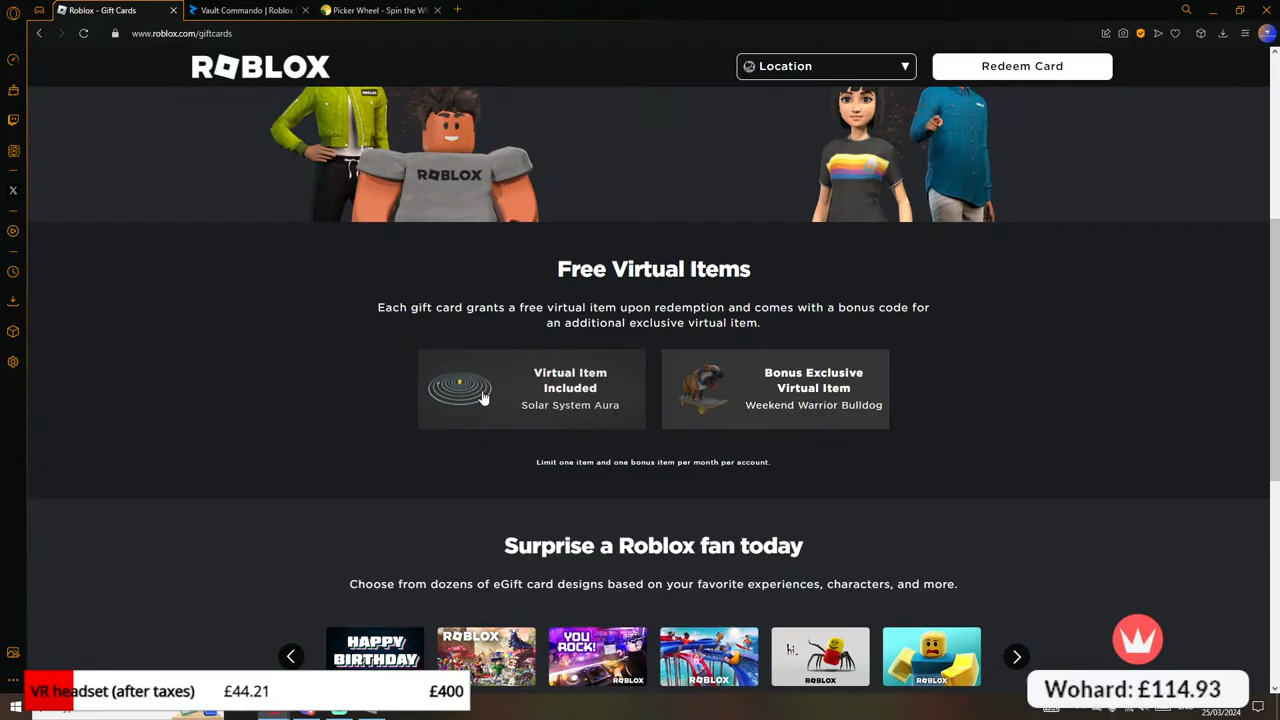 Roblox - Gift Cards
Vault Commando | Roblox
Picker Wheel - Spin the W
www.roblox.com/giftcards
ROBLOX
Location
Redeem Card
ROBLOX
ROBLOX
Free Virtual Items
Each gift card grants a free virtual item upon redemption and comes with a bonus code for
an additional exclusive virtual item.
Virtual Item
Included
Solar System Aura
Bonus Exclusive
Virtual Item
Weekend Warrior Bulldog
Limit one item and one bonus item per month per account.
Surprise a Roblox fan today
Choose from dozens of eGift card designs based on your favorite experiences, characters, and more.
HAPPY
BIRTHDAY
ROBLOX
YOU
ROCK!
ROBLOX
ROBLOX
hi.
ROBLOX
ROBLOX
VR headset (after taxes) £44.21 £400
Wohard: £114.93
25/03/2024